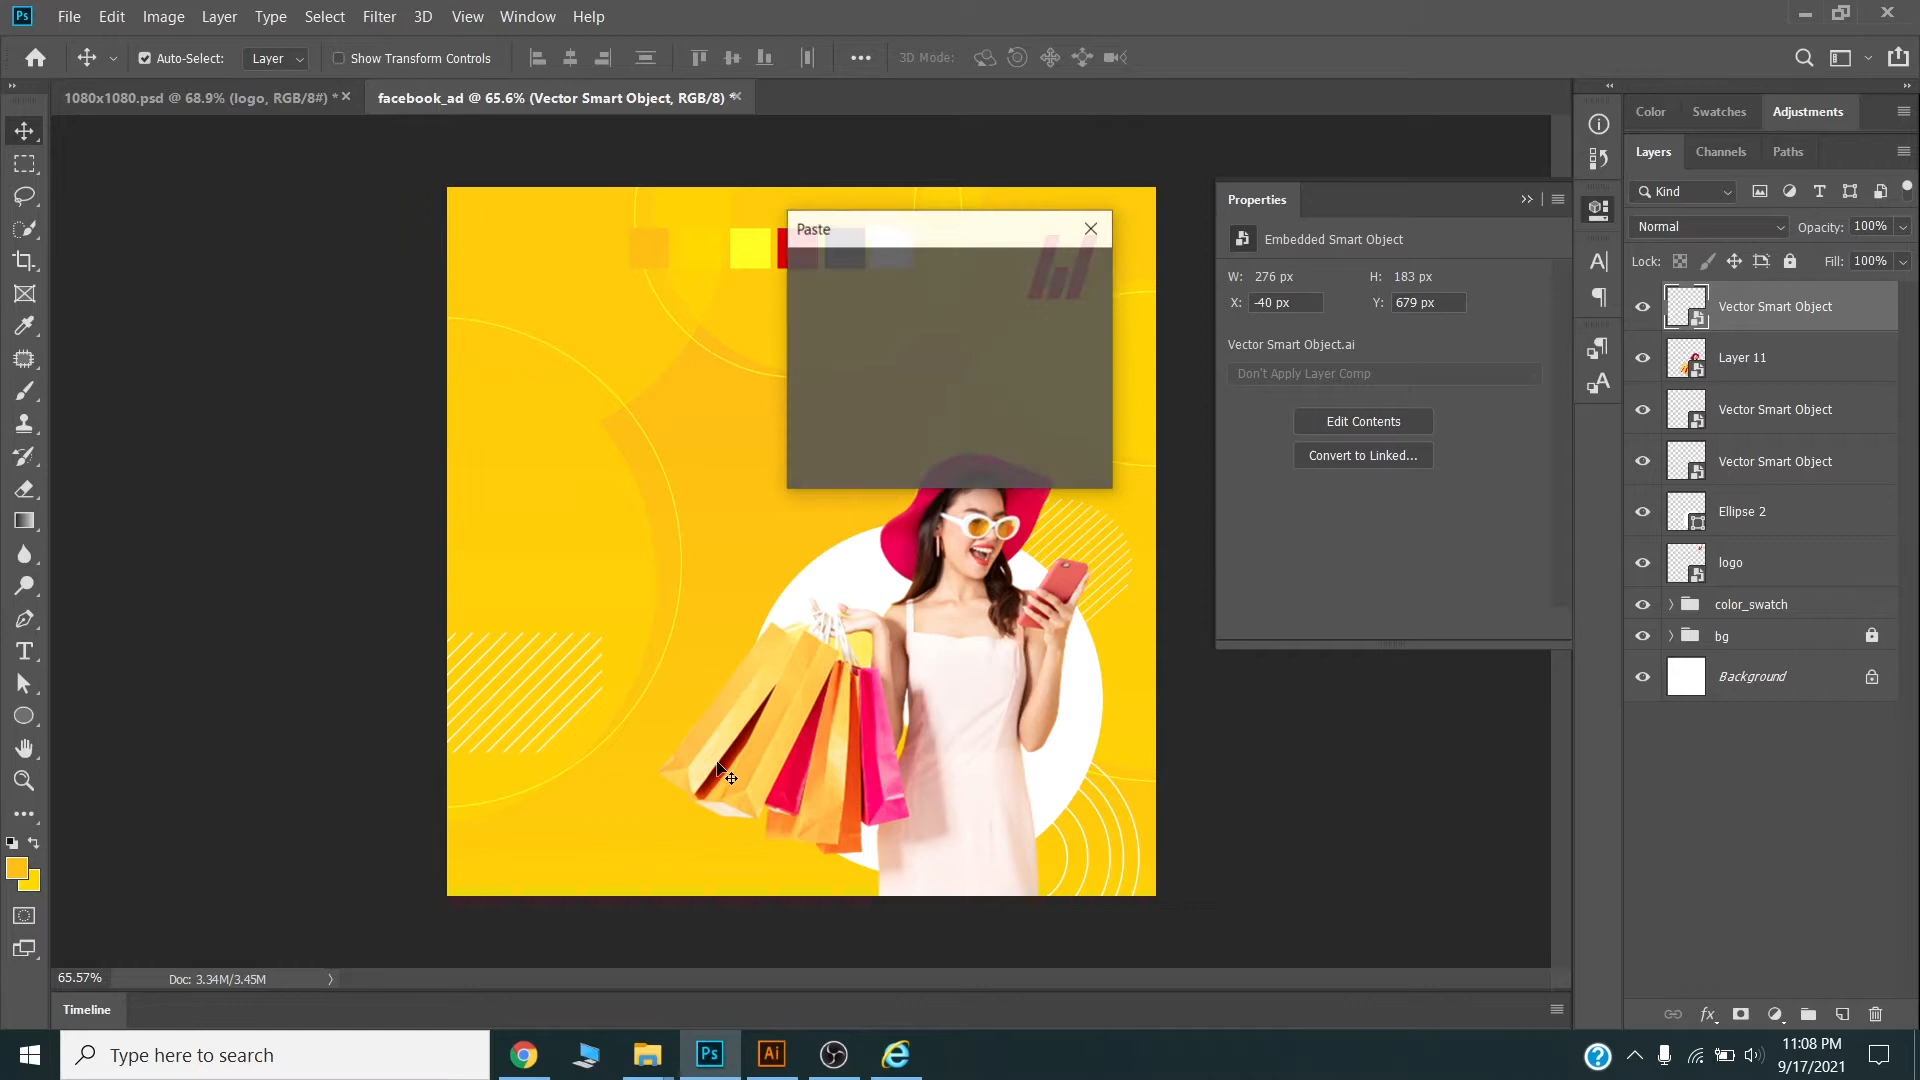 Ps File Edit Image Layer Type Select Filter 3D View Window Help
Auto-Select: Layer Show Transform Controls 3D Mode:
1080x1080.psd @ 68.9% (logo, RGB/8#) * facebook_ad @ 65.6% (Vector Smart Object, RGB/8) *
Paste
Properties
Embedded Smart Object
W: 276 px H: 183 px
X: -40 px Y: 679 px
Vector Smart Object.ai
Don't Apply Layer Comp
Edit Contents
Convert to Linked...
Color Swatches Adjustments
Layers Channels Paths
Kind
Normal Opacity: 100%
Lock: Fill: 100%
Vector Smart Object
Layer 11
Vector Smart Object
Vector Smart Object
Ellipse 2
logo
color_swatch
bg
Background
65.57% Doc: 3.34M/3.45M
Timeline
Type here to search
Ps Ai
11:08 PM
9/17/2021